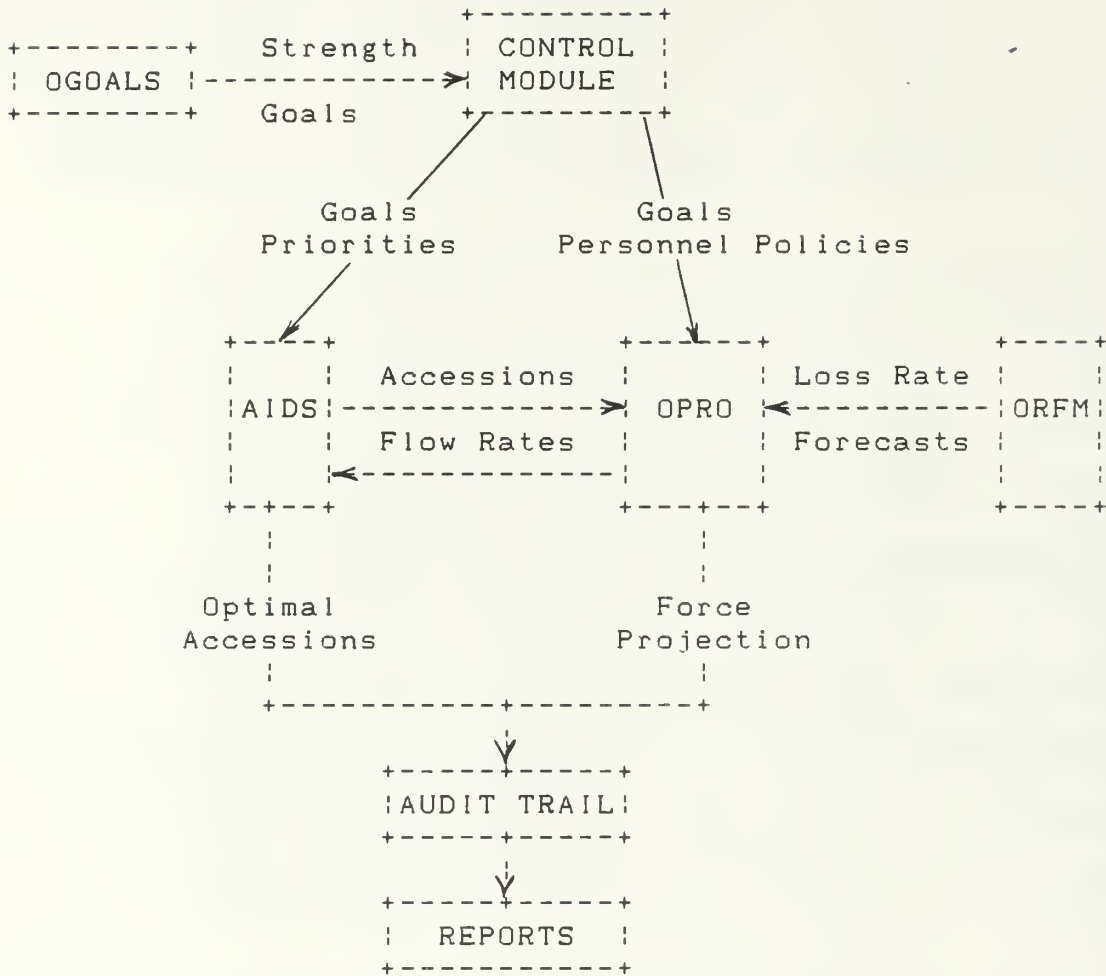 OGOALS
Strength
Goals
CONTROL
MODULE
Goals
Priorities
Goals
Personnel Policies
AIDS
Accessions
Flow Rates
OPRO
Loss Rate
Forecasts
ORFM
Optimal
Accessions
Force
Projection
AUDIT TRAIL
REPORTS